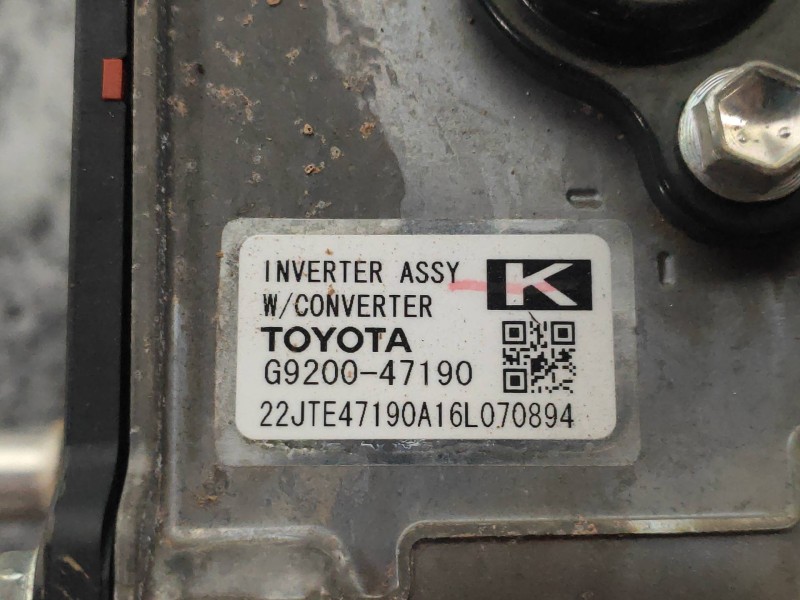 INVERTER ASSY K
W/CONVERTER
TOYOTA
G9200-47190
22JTE47190A16L070894